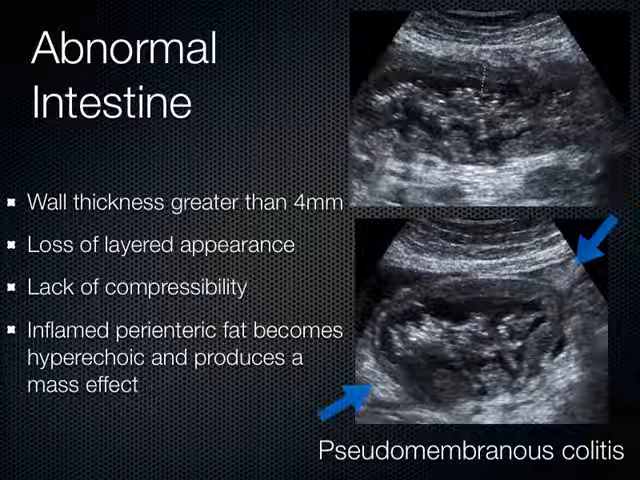 Abnormal
Intestine
Wall thickness greater than 4mm
Loss of layered appearance
Lack of compressibility
Inflamed perienteric fat becomes
hyperechoic and produces a
mass effect
Pseudomembranous colitis